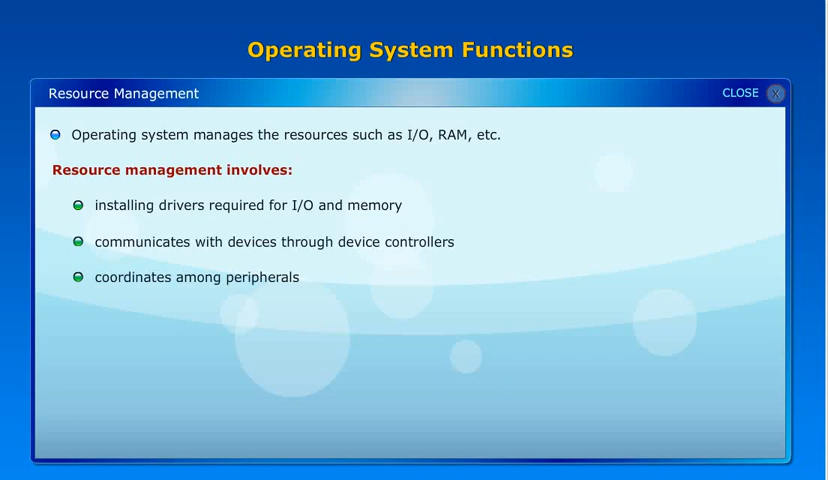 Operating System Functions
Resource Management
CLOSE X
Operating system manages the resources such as I/O, RAM, etc.
Resource management involves:
installing drivers required for I/O and memory
communicates with devices through device controllers
coordinates among peripherals